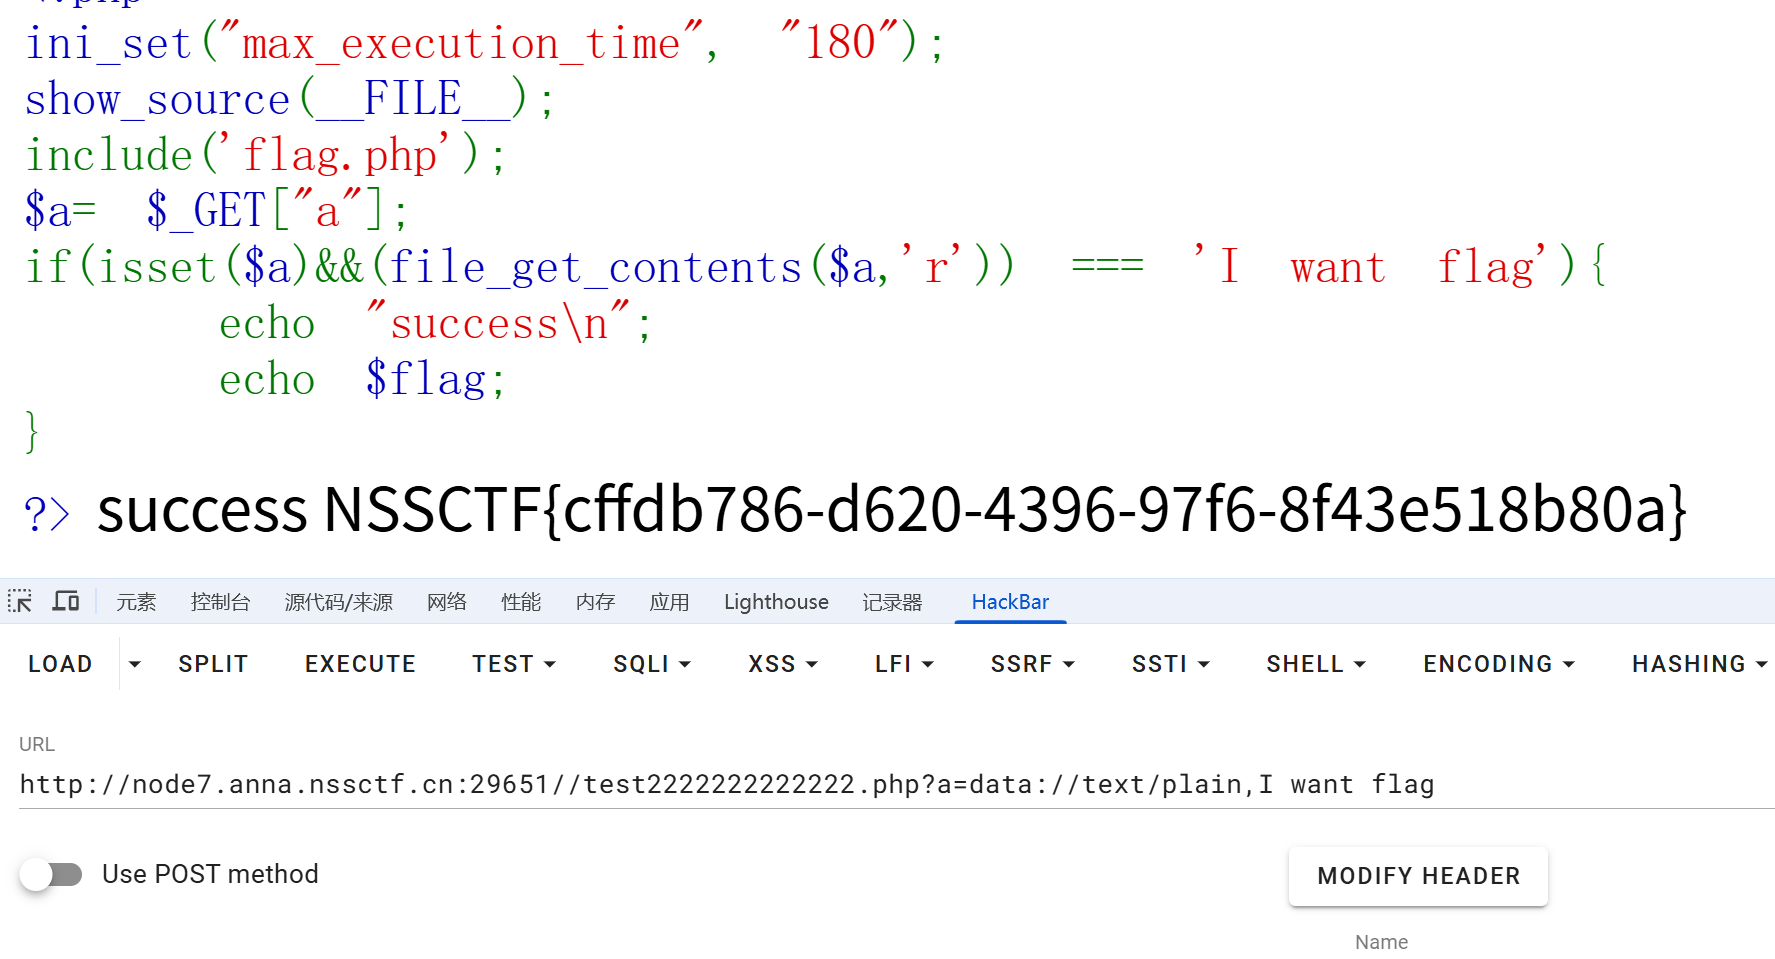 <?php
ini_set("max_execution_time", "180");
show_source(__FILE__);
include('flag.php');
$a= $_GET["a"];
if(isset($a)&&(file_get_contents($a,'r')) === 'I want flag'){
echo "success\n";
echo $flag;
}
?> success NSSCTF{cffdb786-d620-4396-97f6-8f43e518b80a}
元素 控制台 源代码/来源 网络 性能 内存 应用 Lighthouse 记录器 HackBar
LOAD SPLIT EXECUTE TEST SQLI XSS LFI SSRF SSTI SHELL ENCODING HASHING
URL
http://node7.anna.nssctf.cn:29651//test2222222222222.php?a=data://text/plain,I want flag
Use POST method
MODIFY HEADER
Name